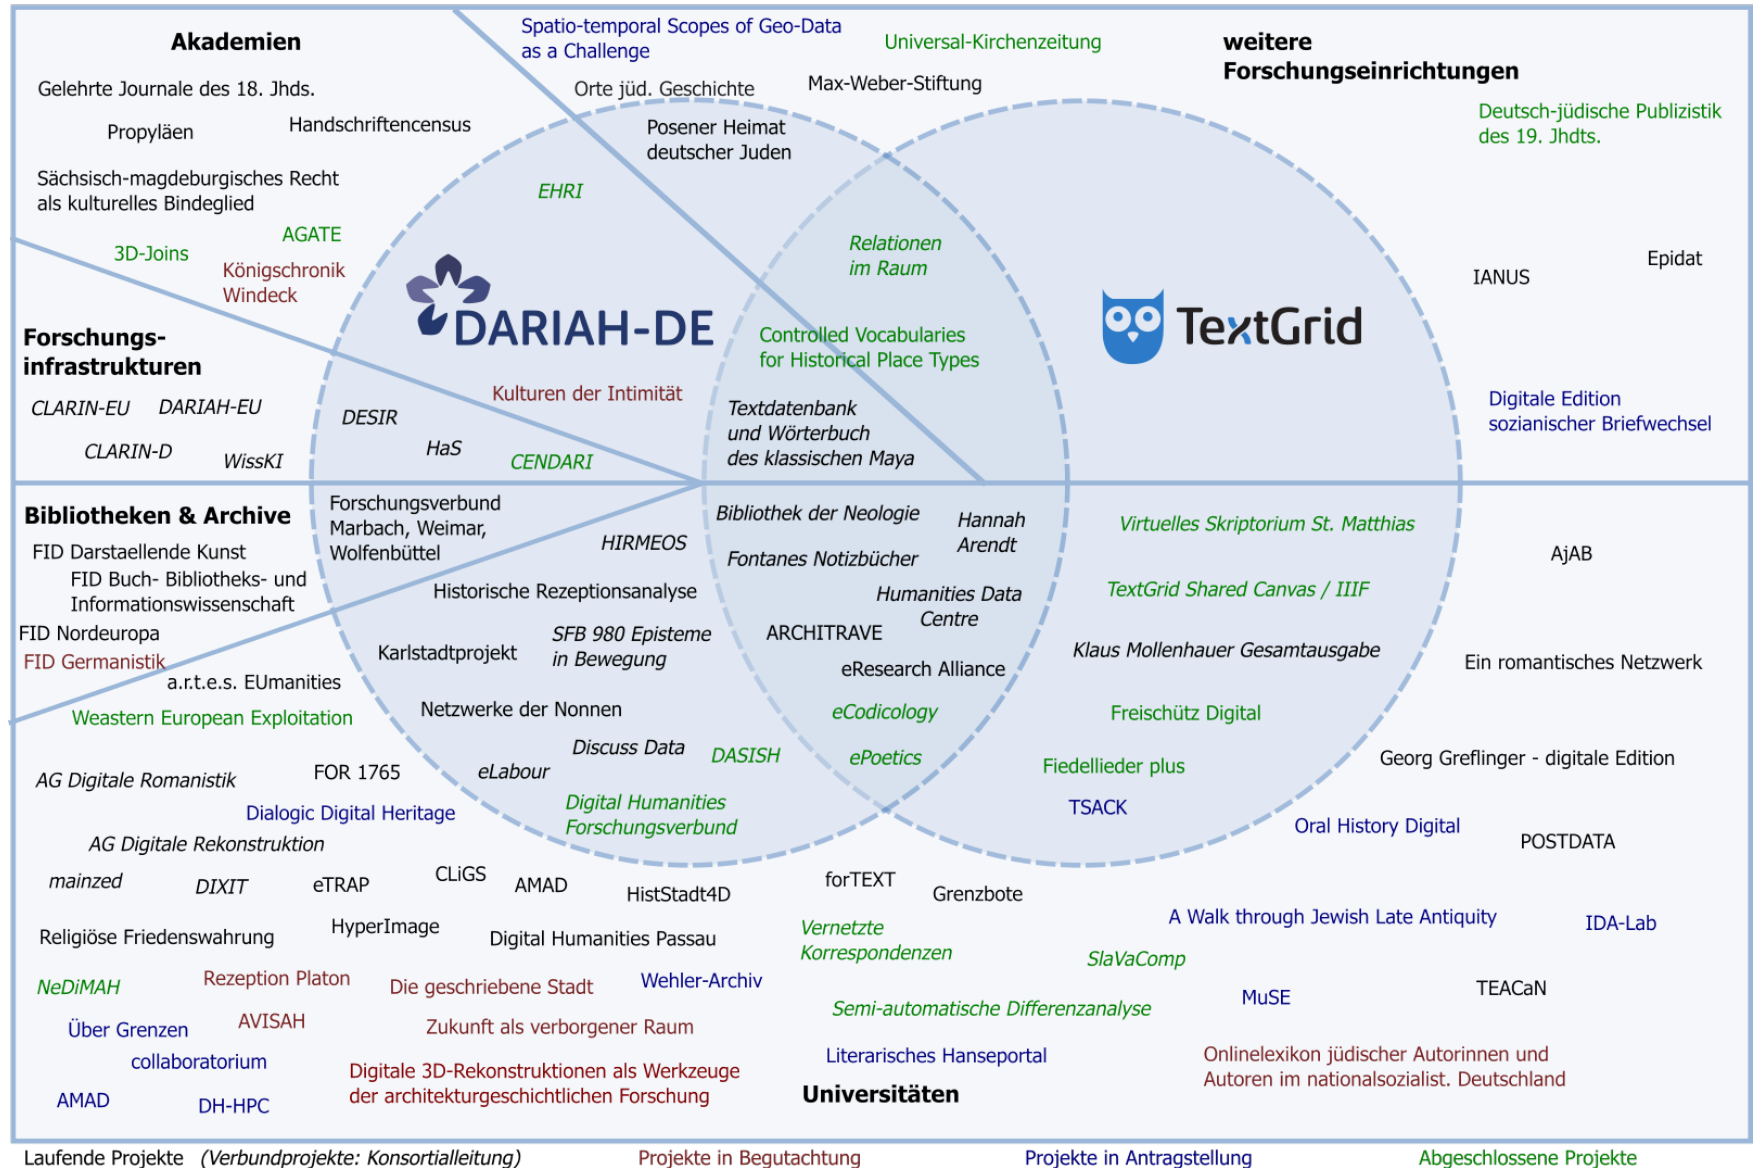 Akademien
Gelehrte Journale des 18. Jhds.
Propyläen
Handschriftencensus
Sächsisch-magdeburgisches Recht
als kulturelles Bindeglied
AGATE
3D-Joins
Königschronik
Windeck
Spatio-temporal Scopes of Geo-Data
as a Challenge
Universal-Kirchenzeitung
Orte jüd. Geschichte
Max-Weber-Stiftung
Posener Heimat
deutscher Juden
EHRI
weitere
Forschungseinrichtungen
Deutsch-jüdische Publizistik
des 19. Jhdts.
Epidat
IANUS
Digitale Edition
sozianischer Briefwechsel
DARIAH-DE
TextGrid
Relationen
im Raum
Controlled Vocabularies
for Historical Place Types
Kulturen der Intimität
Textdatenbank
und Wörterbuch
des klassischen Maya
Forschungs-
infrastrukturen
CLARIN-EU
DARIAH-EU
CLARIN-D
WissKI
DESIR
HaS
CENDARI
Bibliotheken & Archive
FID Darstaellende Kunst
FID Buch- Bibliotheks- und
Informationswissenschaft
FID Nordeuropa
FID Germanistik
Forschungsverbund
Marbach, Weimar,
Wolfenbüttel
HIRMEOS
Historische Rezeptionsanalyse
SFB 980 Episteme
in Bewegung
Karlstadtprojekt
a.r.t.e.s. EUmanities
Weastern European Exploitation
Netzwerke der Nonnen
Discuss Data
DASISH
eLabour
Digital Humanities
Forschungsverbund
Bibliothek der Neologie
Hannah
Arendt
Fontanes Notizbücher
Humanities Data
Centre
ARCHITRAVE
eResearch Alliance
eCodicology
ePoetics
Virtuelles Skriptorium St. Matthias
TextGrid Shared Canvas / IIIF
Klaus Mollenhauer Gesamtausgabe
Freischütz Digital
Fiedellieder plus
TSACK
AjAB
Ein romantisches Netzwerk
Georg Greflinger - digitale Edition
Oral History Digital
POSTDATA
AG Digitale Romanistik
FOR 1765
Dialogic Digital Heritage
AG Digitale Rekonstruktion
mainzed
DIXIT
eTRAP
CLiGS
AMAD
HistStadt4D
forTEXT
Grenzbote
Religiöse Friedenswahrung
HyperImage
Digital Humanities Passau
Vernetzte
Korrespondenzen
A Walk through Jewish Late Antiquity
IDA-Lab
SlaVaComp
NeDiMAH
Rezeption Platon
Die geschriebene Stadt
Wehler-Archiv
Semi-automatische Differenzanalyse
MuSE
TEACaN
Über Grenzen
AVISAH
Zukunft als verborgener Raum
collaboratorium
Literarisches Hanseportal
Onlinelexikon jüdischer Autorinnen und
Autoren im nationalsozialist. Deutschland
Digitale 3D-Rekonstruktionen als Werkzeuge
der architekturgeschichtlichen Forschung
AMAD
DH-HPC
Universitäten
Laufende Projekte (Verbundprojekte: Konsortialleitung)
Projekte in Begutachtung
Projekte in Antragstellung
Abgeschlossene Projekte